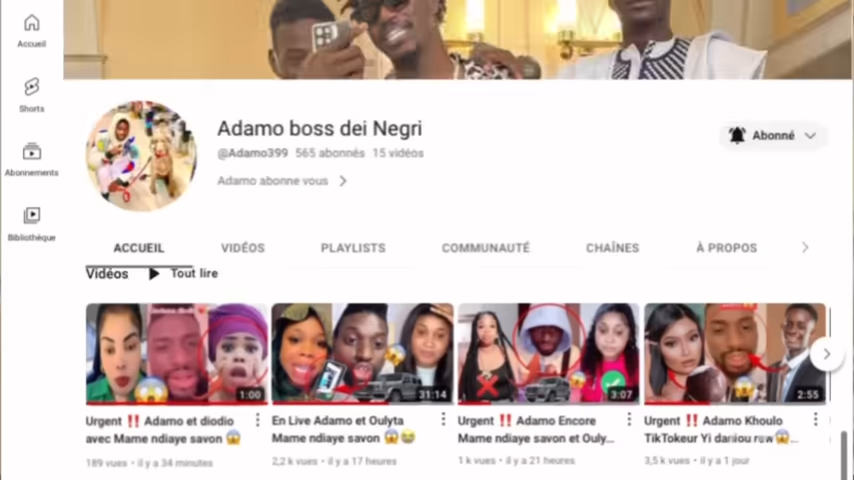 Accueil
Shorts
Abonnements
Bibliothèque
Adamo boss dei Negri
@Adamo399 565 abonnés 15 vidéos
Adamo abonne vous
Abonné
ACCUEIL VIDÉOS PLAYLISTS COMMUNAUTÉ CHAÎNES À PROPOS
Vidéos Tout lire
1:00
31:14
3:07
2:55
Urgent ‼️ Adamo et diodio
avec Mame ndiaye savon 😱
189 vues • il y a 34 minutes
En Live Adamo et Oulyta
Mame ndiaye savon 😱😭
2,2 k vues • il y a 17 heures
Urgent ‼️ Adamo Encore
Mame ndiaye savon et Ouly...
1 k vues • il y a 21 heures
Urgent ‼️ Adamo Khoulo
TikTokeur Yi daniou raw😱...
3,5 k vues • il y a 1 jour